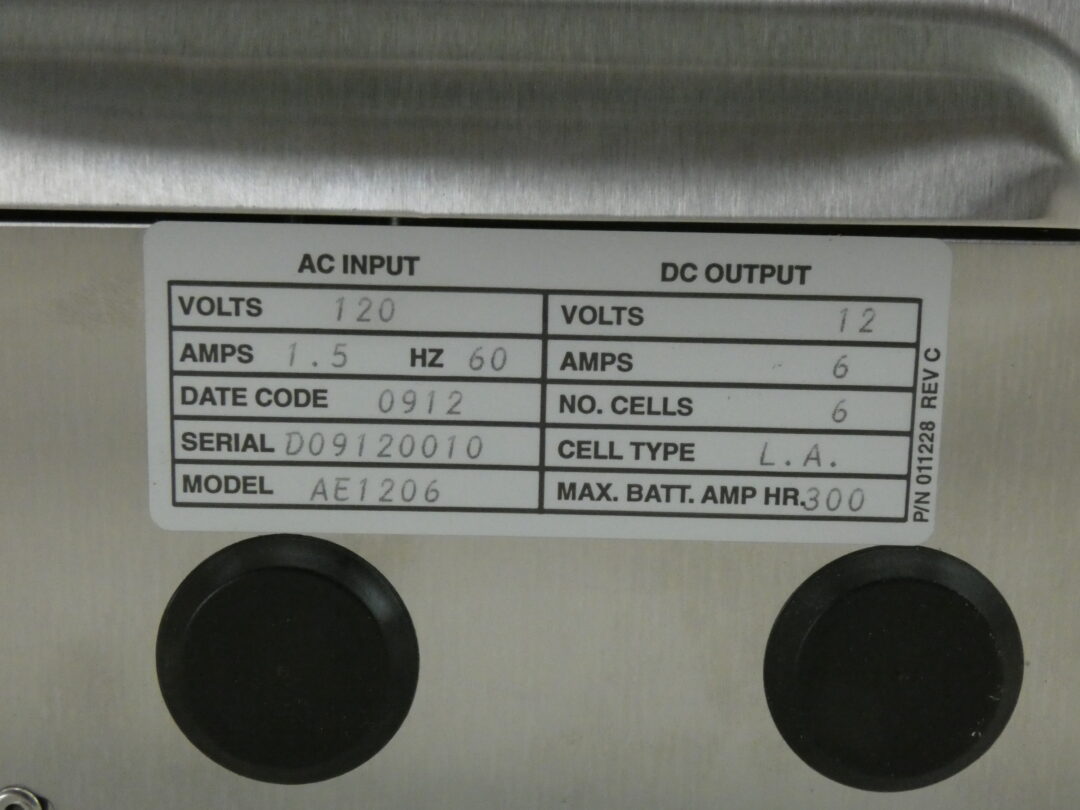 AC INPUT
VOLTS 120
AMPS 1.5 HZ 60
DATE CODE 0912
SERIAL D09120010
MODEL AE1206
DC OUTPUT
VOLTS 12
AMPS 6
NO. CELLS 6
CELL TYPE L.A.
MAX. BATT. AMP HR. 300
P/N 011228 REV C